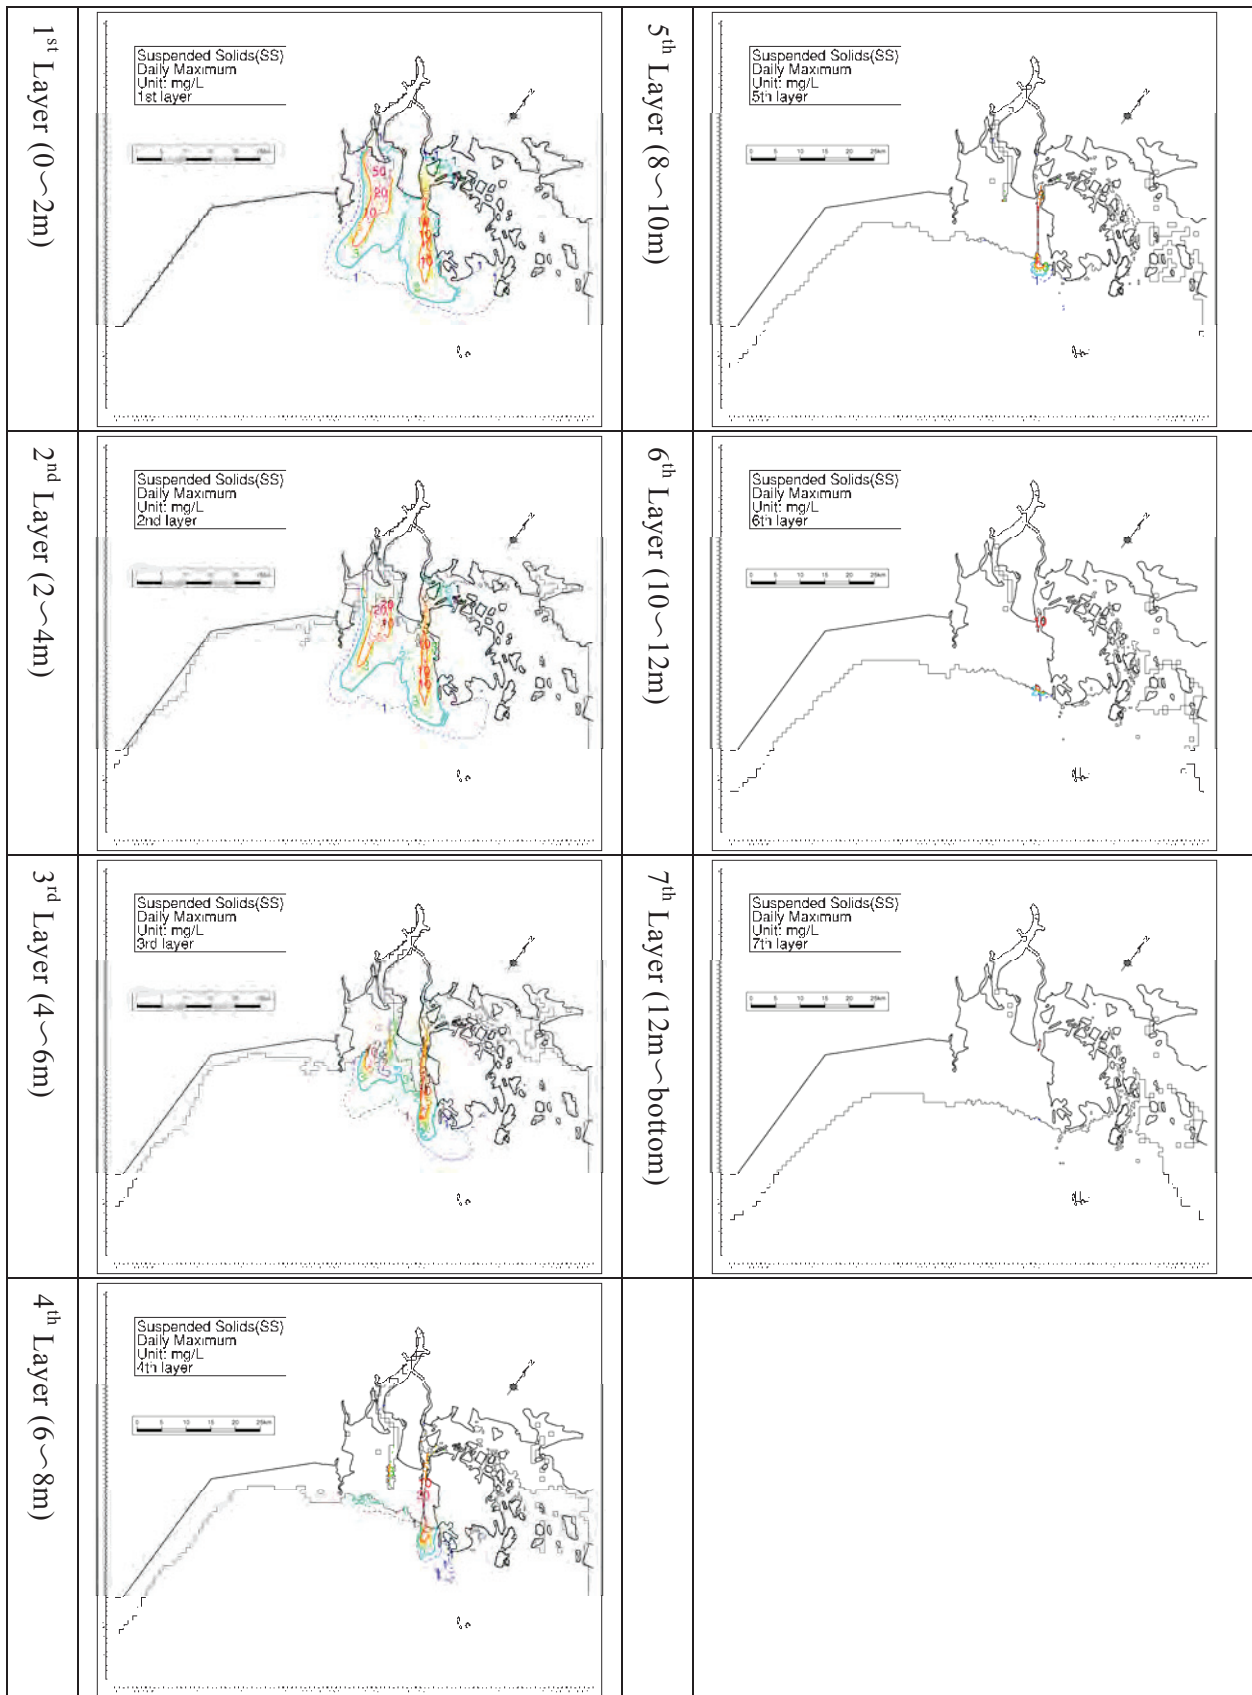 1st Layer (0～2m)
Suspended Solids(SS)
Daily Maximum
Unit: mg/L
1st layer
N
50
20
10
3
1
1
1
10
2nd Layer (2～4m)
Suspended Solids(SS)
Daily Maximum
Unit: mg/L
2nd layer
N
20
10
3
1
3
3rd Layer (4～6m)
Suspended Solids(SS)
Daily Maximum
Unit: mg/L
3rd layer
N
1
4th Layer (6～8m)
Suspended Solids(SS)
Daily Maximum
Unit: mg/L
4th layer
N
0 5 10 15 20 25km
20
5th Layer (8～10m)
Suspended Solids(SS)
Daily Maximum
Unit: mg/L
5th layer
N
0 5 10 15 20 25km
1
6th Layer (10～12m)
Suspended Solids(SS)
Daily Maximum
Unit: mg/L
6th layer
N
0 5 10 15 20 25km
10
1
7th Layer (12m～bottom)
Suspended Solids(SS)
Daily Maximum
Unit: mg/L
7th layer
N
0 5 10 15 20 25km